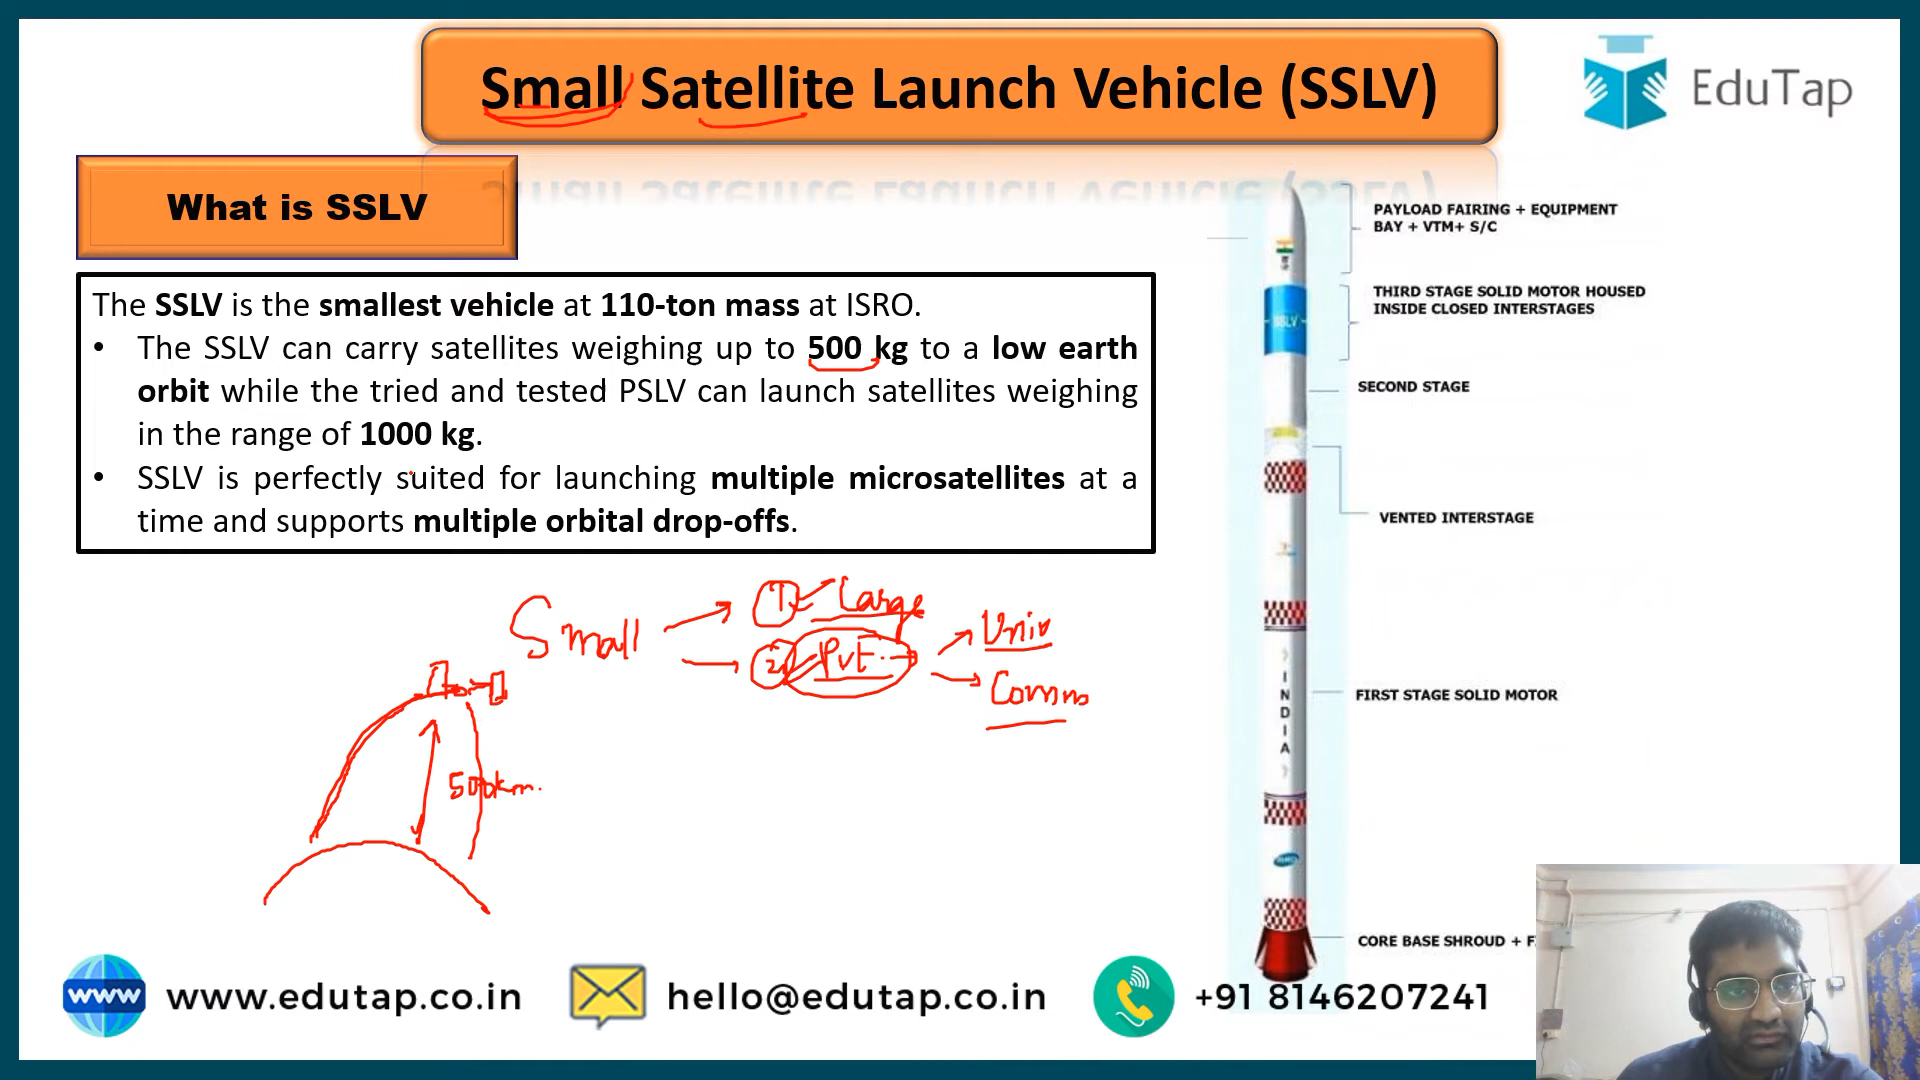 Small Satellite Launch Vehicle (SSLV)
EduTap
What is SSLV
The SSLV is the smallest vehicle at 110-ton mass at ISRO.
• The SSLV can carry satellites weighing up to 500 kg to a low earth
orbit while the tried and tested PSLV can launch satellites weighing
in the range of 1000 kg.
• SSLV is perfectly suited for launching multiple microsatellites at a
time and supports multiple orbital drop-offs.
PAYLOAD FAIRING + EQUIPMENT
BAY + VTM+ S/C
THIRD STAGE SOLID MOTOR HOUSED
INSIDE CLOSED INTERSTAGES
SSLV
SECOND STAGE
VENTED INTERSTAGE
INDIA
FIRST STAGE SOLID MOTOR
CORE BASE SHROUD + F
Small
1 Large
2 Pvt
Univ
Comm
500km.
www
www.edutap.co.in
hello@edutap.co.in
+91 8146207241